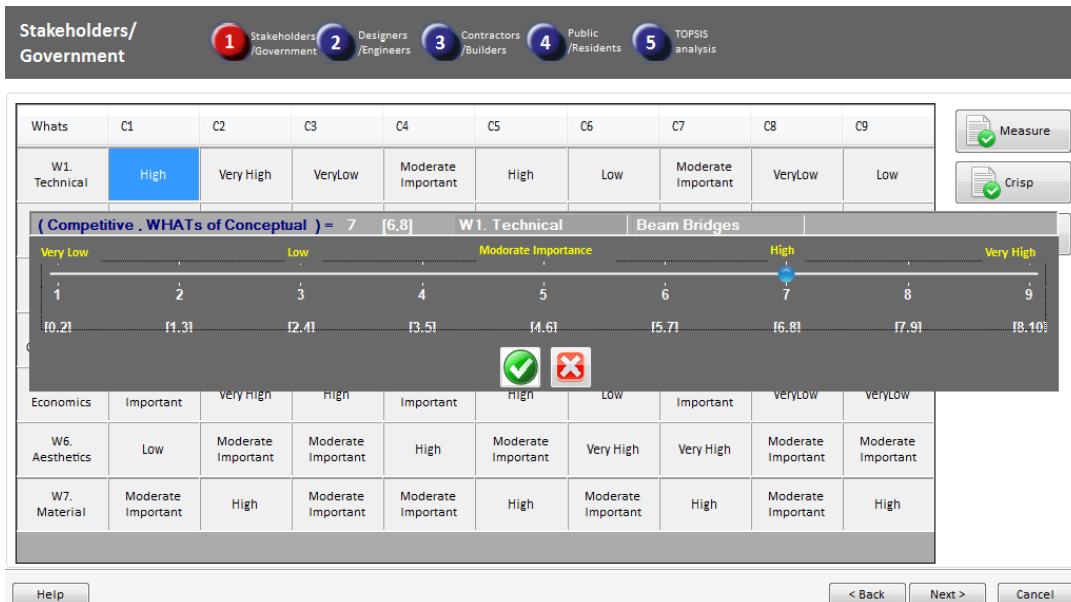 Stakeholders/
Government
1 Stakeholders
/Government
2 Designers
/Engineers
3 Contractors
/Builders
4 Public
/Residents
5 TOPSIS
analysis
Whats C1 C2 C3 C4 C5 C6 C7 C8 C9
W1.
Technical
High Very High VeryLow Moderate
Important
High Low Moderate
Important
VeryLow Low
Measure
Crisp
( Competitive , WHATs of Conceptual ) = 7 [6,8] W1. Technical Beam Bridges
Very Low Low Modorate Importance High Very High
1 2 3 4 5 6 7 8 9
[0.2] [1.3] [2.4] [3.5] [4.6] [5.7] [6.8] [7.9] [8.10]
Economics Important Very High High Important High Low Important VeryLow VeryLow
W6.
Aesthetics
Low Moderate
Important
Moderate
Important
High Moderate
Important
Very High Very High Moderate
Important
Moderate
Important
W7.
Material
Moderate
Important
High Moderate
Important
Moderate
Important
High Moderate
Important
High Moderate
Important
High
Help < Back Next > Cancel